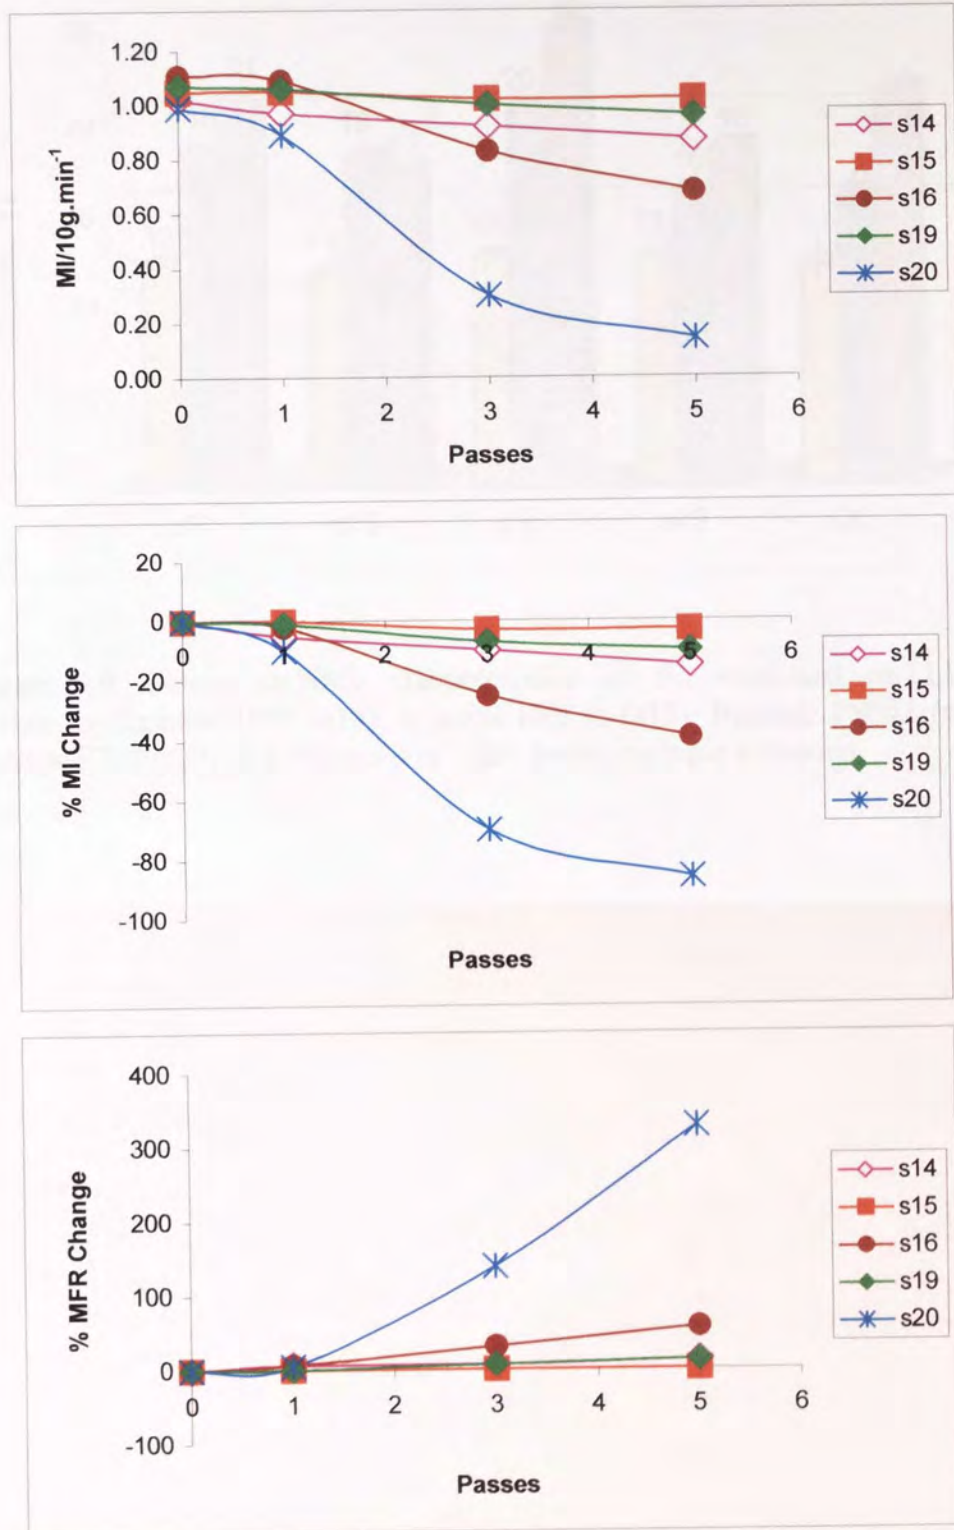 1.20
1.00
0.80
0.60
0.40
0.20
0.00
MI/10g.min-1
0 1 2 3 4 5 6
Passes
s14
s15
s16
s19
s20
20
0
-20
-40
-60
-80
-100
% MI Change
0 1 2 3 4 5 6
Passes
s14
s15
s16
s19
s20
400
300
200
100
0
-100
% MFR Change
0 1 2 3 4 5 6
Passes
s14
s15
s16
s19
s20